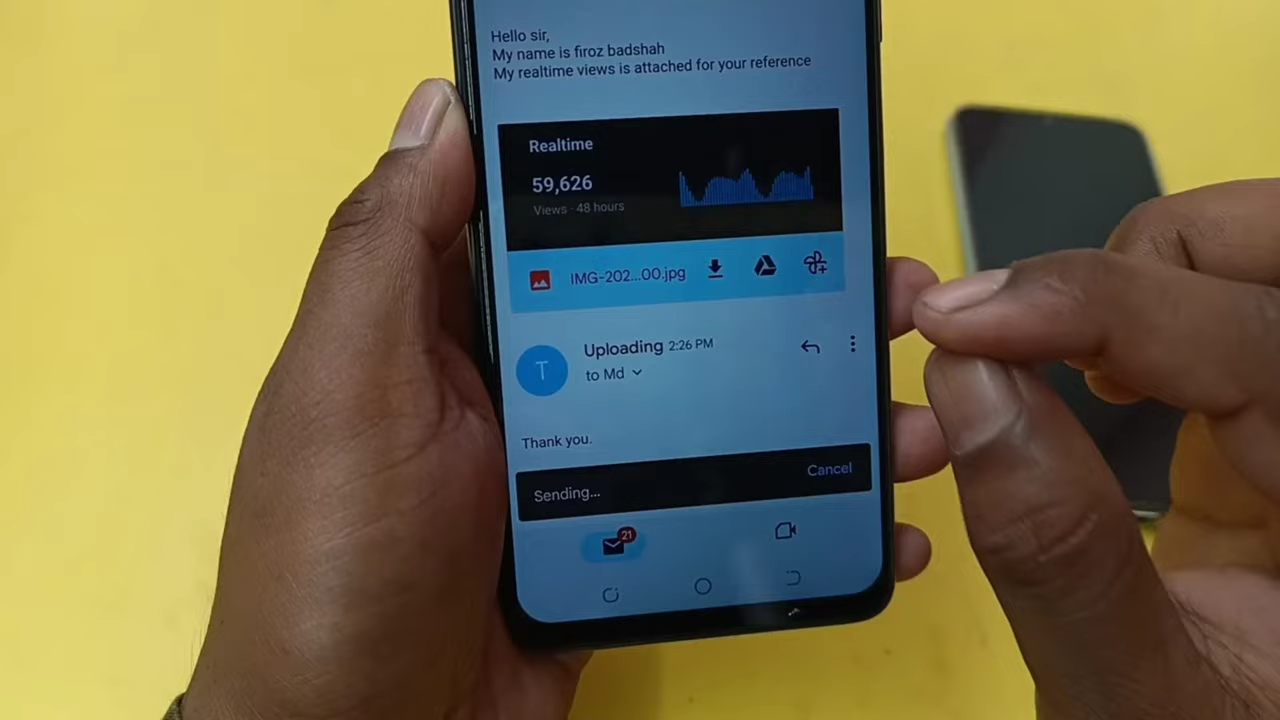 Hello sir,
My name is firoz badshah
My realtime views is attached for your reference
Realtime
59,626
Views · 48 hours
IMG-202...00.jpg
T
Uploading 2:26 PM
to Md
Thank you.
Sending...
Cancel
21